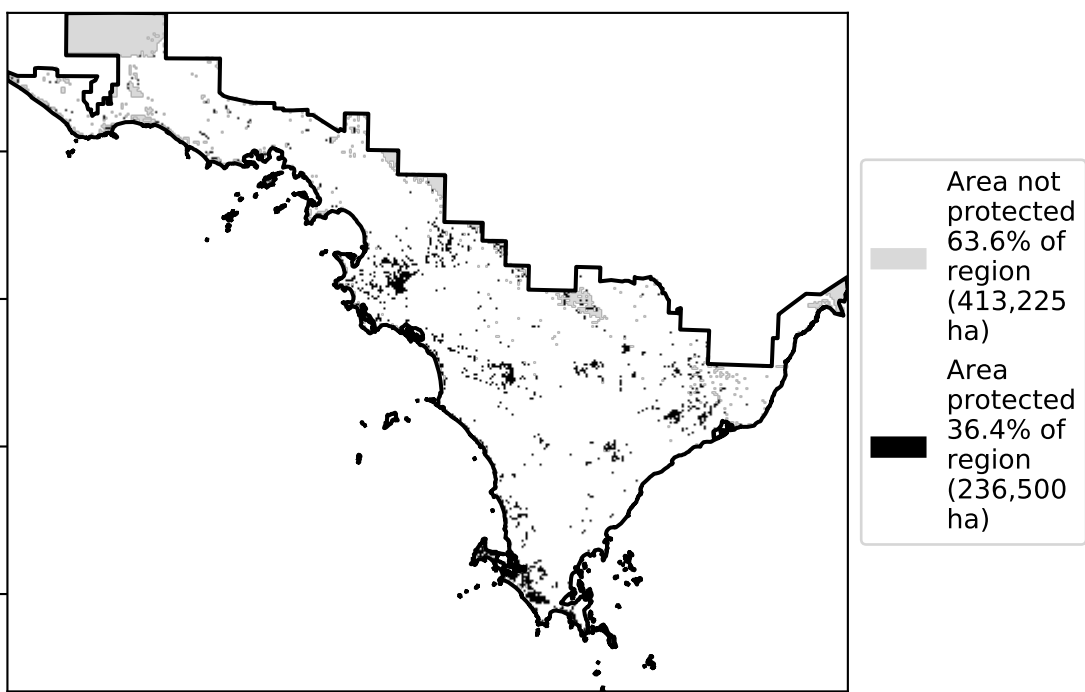 Area not
protected
63.6% of
region
(413,225
ha)
Area
protected
36.4% of
region
(236,500
ha)